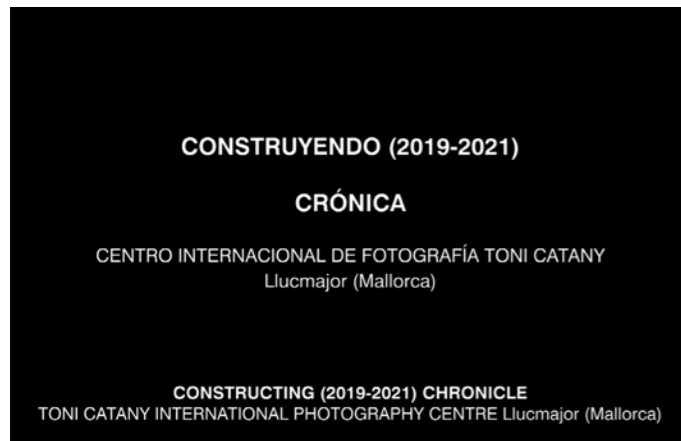 CONSTRUYENDO (2019-2021)
CRÓNICA
CENTRO INTERNACIONAL DE FOTOGRAFÍA TONI CATANY
Llucmajor (Mallorca)
CONSTRUCTING (2019-2021) CHRONICLE
TONI CATANY INTERNATIONAL PHOTOGRAPHY CENTRE Llucmajor (Mallorca)